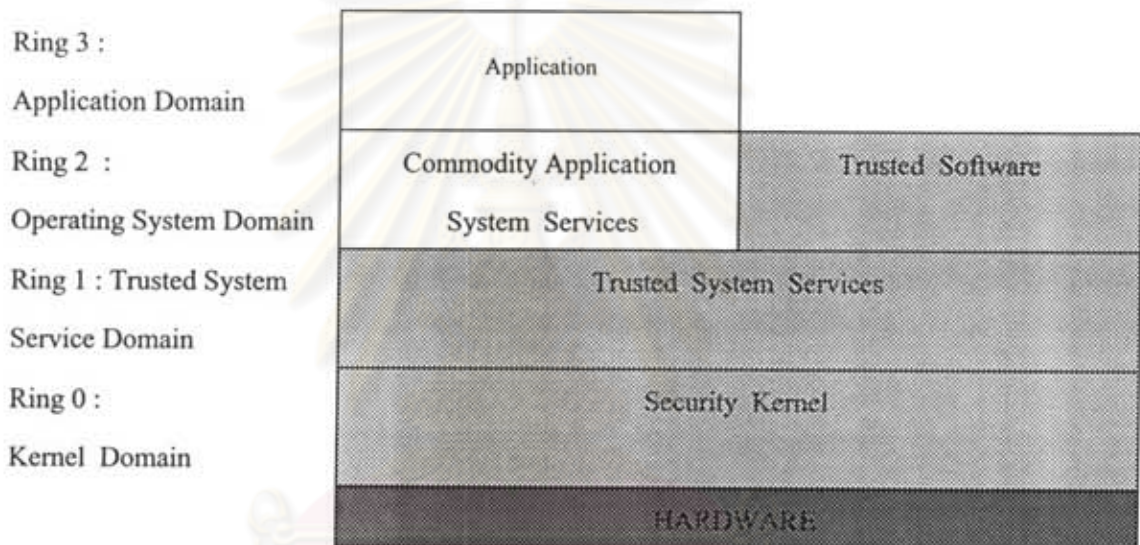 Ring 3 :
Application Domain
Application
Ring 2 :
Operating System Domain
Commodity Application
System Services
Trusted Software
Ring 1 : Trusted System
Service Domain
Trusted System Services
Ring 0 :
Kernel Domain
Security Kernel
HARDWARE